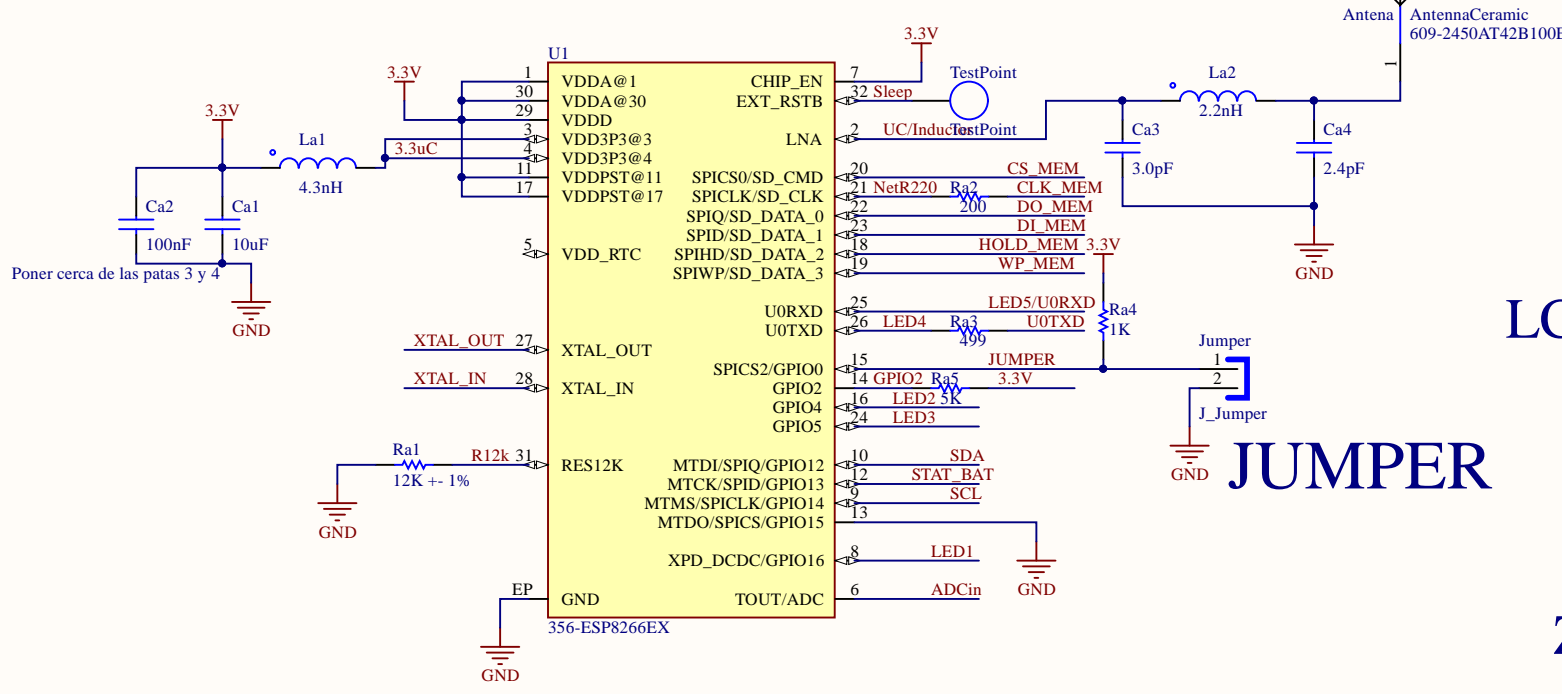 Antena
AntennaCeramic
609-2450AT42B100E
1
3.3V
U1
3.3V
1 VDDA@1
CHIP_EN 7
TestPoint
La2
30 VDDA@30
EXT_RSTB 32 Sleep
3.3V
29 VDDD
2.2nH
La1
3 VDD3P3@3
LNA 2 UC/Inductor
TestPoint
Ca3
Ca4
3.3uC 4 VDD3P3@4
4.3nH
11 VDDPST@11
SPICS0/SD_CMD 20 CS_MEM
3.0pF
2.4pF
17 VDDPST@17
SPICLK/SD_CLK 21 NetR220 Ra2 CLK_MEM
200
Ca2
Ca1
SPIQ/SD_DATA_0 22 DO_MEM
100nF
10uF
SPID/SD_DATA_1 23 DI_MEM
5 VDD_RTC
SPIHD/SD_DATA_2 18 HOLD_MEM 3.3V
Poner cerca de las patas 3 y 4
SPIWP/SD_DATA_3 19 WP_MEM
GND
GND
U0RXD 25 LED5/U0RXD
Ra4
1K
U0TXD 26 LED4 Ra3 U0TXD
499
LC
XTAL_OUT 27 XTAL_OUT
Jumper
SPICS2/GPIO0 15 JUMPER
1
XTAL_IN 28 XTAL_IN
GPIO2 14 GPIO2 Ra5 3.3V
2
GPIO4 16 LED2 5K
GPIO5 24 LED3
J_Jumper
Ra1
R12k 31 RES12K
12K +- 1%
MTDI/SPIQ/GPIO12 10 SDA
GND
JUMPER
MTCK/SPID/GPIO13 12 STAT_BAT
MTMS/SPICLK/GPIO14 9 SCL
MTDO/SPICS/GPIO15 13
GND
XPD_DCDC/GPIO16 8 LED1
GND
EP GND
TOUT/ADC 6 ADCin
356-ESP8266EX
GND